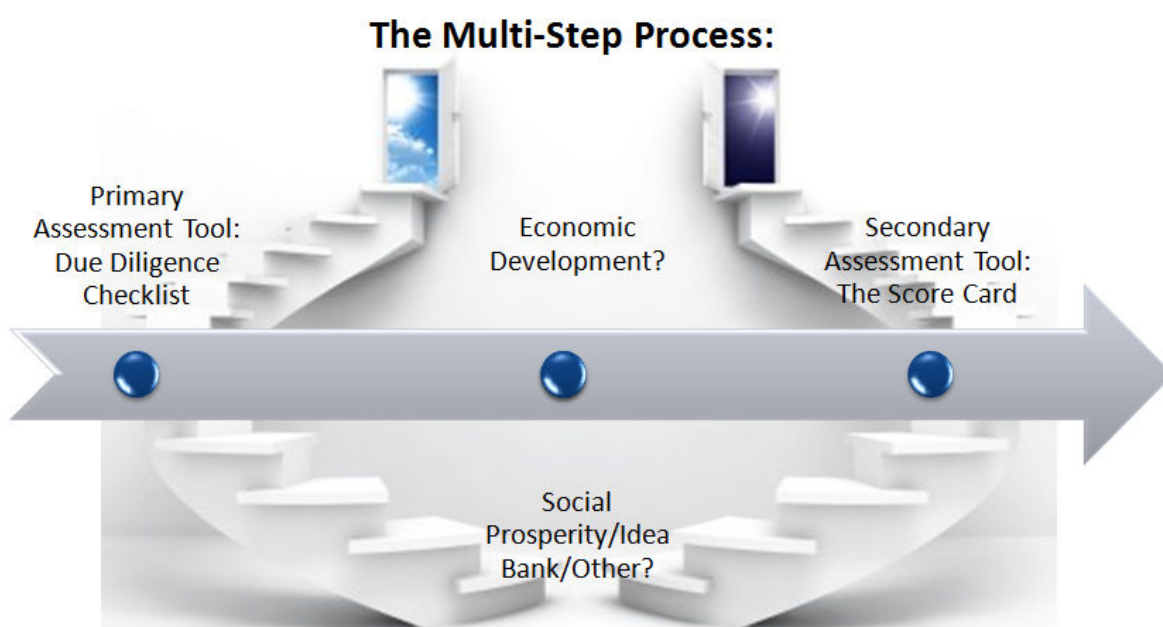 The Multi-Step Process:
Primary
Assessment Tool:
Due Diligence
Checklist
Economic
Development?
Secondary
Assessment Tool:
The Score Card
Social
Prosperity/Idea
Bank/Other?